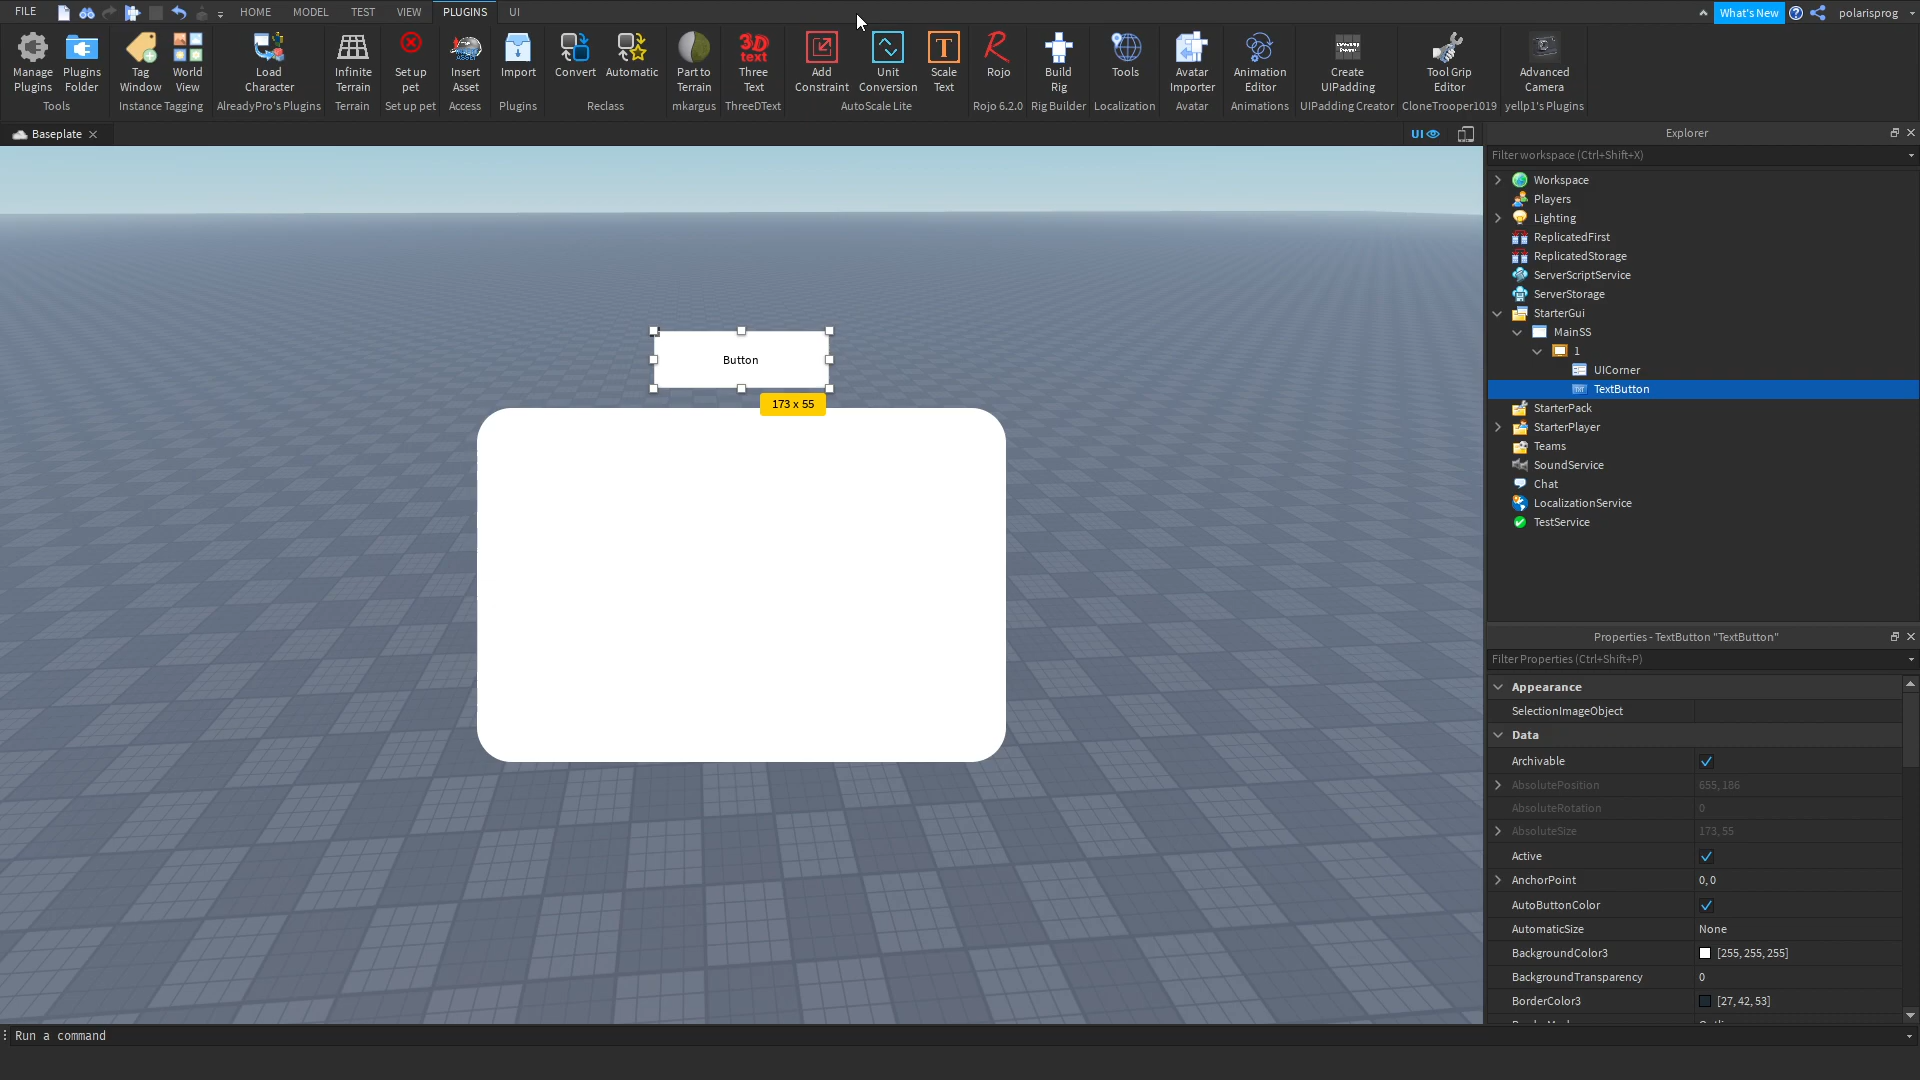 FILE
HOME
MODEL
TEST
VIEW
PLUGINS
UI
What's New
polarisprog
Manage Plugins
Plugins Folder
Tools
Tag Window
World View
Instance Tagging
Load Character
AlreadyPro's Plugins
Infinite Terrain
Terrain
Set up pet
Set up pet
Insert Asset
Access
Import
Plugins
Convert
Automatic
Reclass
Part to Terrain
mkargus
3D text
Three Text
ThreeDText
Add Constraint
Unit Conversion
T
Scale Text
AutoScale Lite
R
Rojo
Rojo 6.2.0
Build Rig
Rig Builder
Tools
Localization
Avatar Importer
Avatar
Animation Editor
Animations
Create UIPadding
UIPadding Creator
Tool Grip Editor
CloneTrooper1019
Advanced Camera
yellp1's Plugins
Baseplate
UI
Button
173 x 55
Explorer
Filter workspace (Ctrl+Shift+X)
Workspace
Players
Lighting
ReplicatedFirst
ReplicatedStorage
ServerScriptService
ServerStorage
StarterGui
MainSS
1
UICorner
TextButton
StarterPack
StarterPlayer
Teams
SoundService
Chat
LocalizationService
TestService
Properties - TextButton "TextButton"
Filter Properties (Ctrl+Shift+P)
Appearance
SelectionImageObject
Data
Archivable
AbsolutePosition 655, 186
AbsoluteRotation 0
AbsoluteSize 173, 55
Active
AnchorPoint 0, 0
AutoButtonColor
AutomaticSize None
BackgroundColor3 [255, 255, 255]
BackgroundTransparency 0
BorderColor3 [27, 42, 53]
Run a command